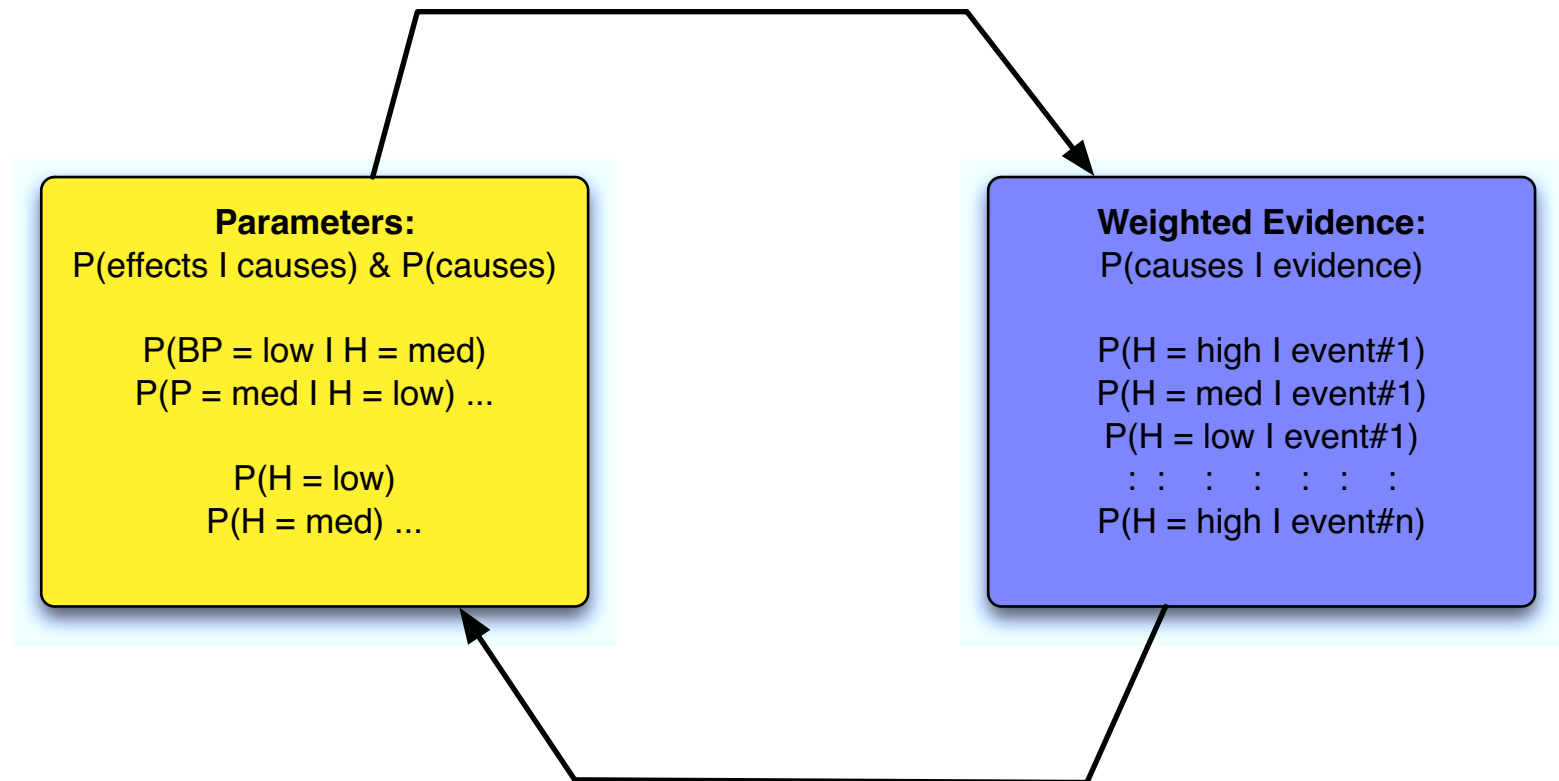 Parameters:
P(effects I causes) & P(causes)
P(BP = low I H = med)
P(P = med I H = low) ...
P(H = low)
P(H = med) ...
Weighted Evidence:
P(causes I evidence)
P(H = high I event#1)
P(H = med I event#1)
P(H = low I event#1)
: : : : : : :
P(H = high I event#n)